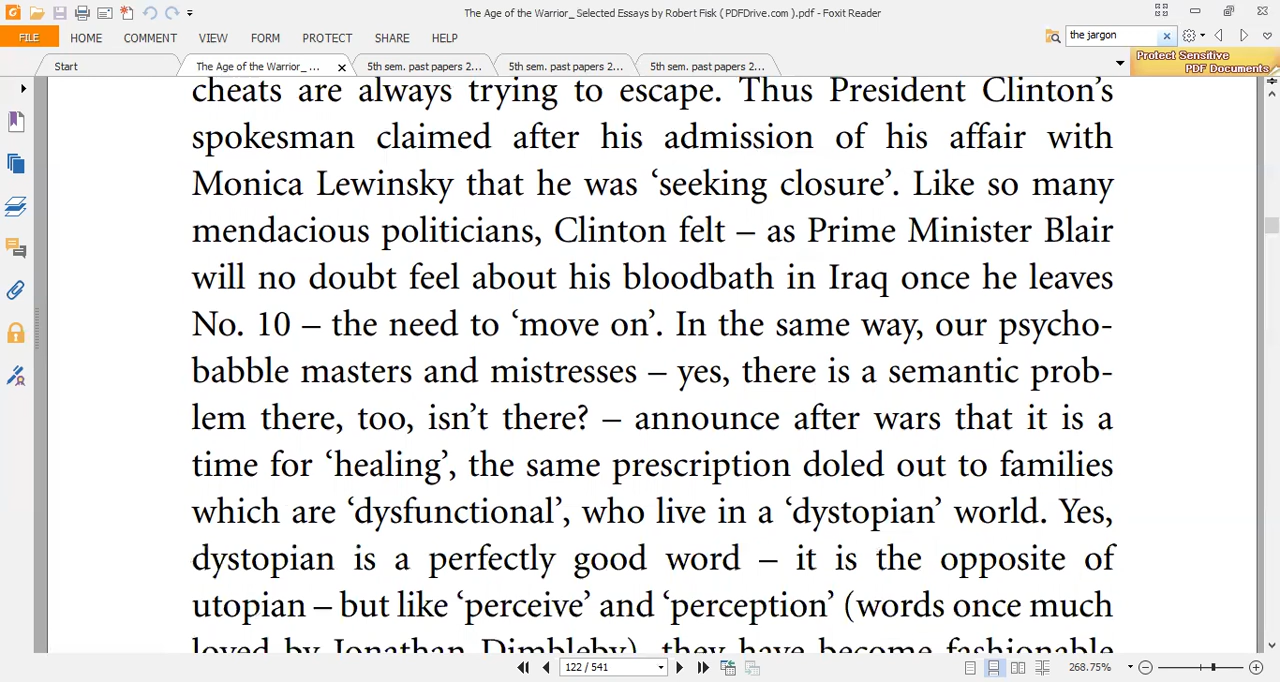 The Age of the Warrior_ Selected Essays by Robert Fisk ( PDFDrive.com ).pdf - Foxit Reader
FILE HOME COMMENT VIEW FORM PROTECT SHARE HELP
the jargon
Start
The Age of the Warrior_ ...
5th sem. past papers 2...
5th sem. past papers 2...
5th sem. past papers 2...
Protect Sensitive
PDF Documents
cheats are always trying to escape. Thus President Clinton’s
spokesman claimed after his admission of his affair with
Monica Lewinsky that he was ‘seeking closure’. Like so many
mendacious politicians, Clinton felt – as Prime Minister Blair
will no doubt feel about his bloodbath in Iraq once he leaves
No. 10 – the need to ‘move on’. In the same way, our psycho-
babble masters and mistresses – yes, there is a semantic prob-
lem there, too, isn’t there? – announce after wars that it is a
time for ‘healing’, the same prescription doled out to families
which are ‘dysfunctional’, who live in a ‘dystopian’ world. Yes,
dystopian is a perfectly good word – it is the opposite of
utopian – but like ‘perceive’ and ‘perception’ (words once much
loved by Jonathan Dimbleby), they have become fashionable
122 / 541
268.75%